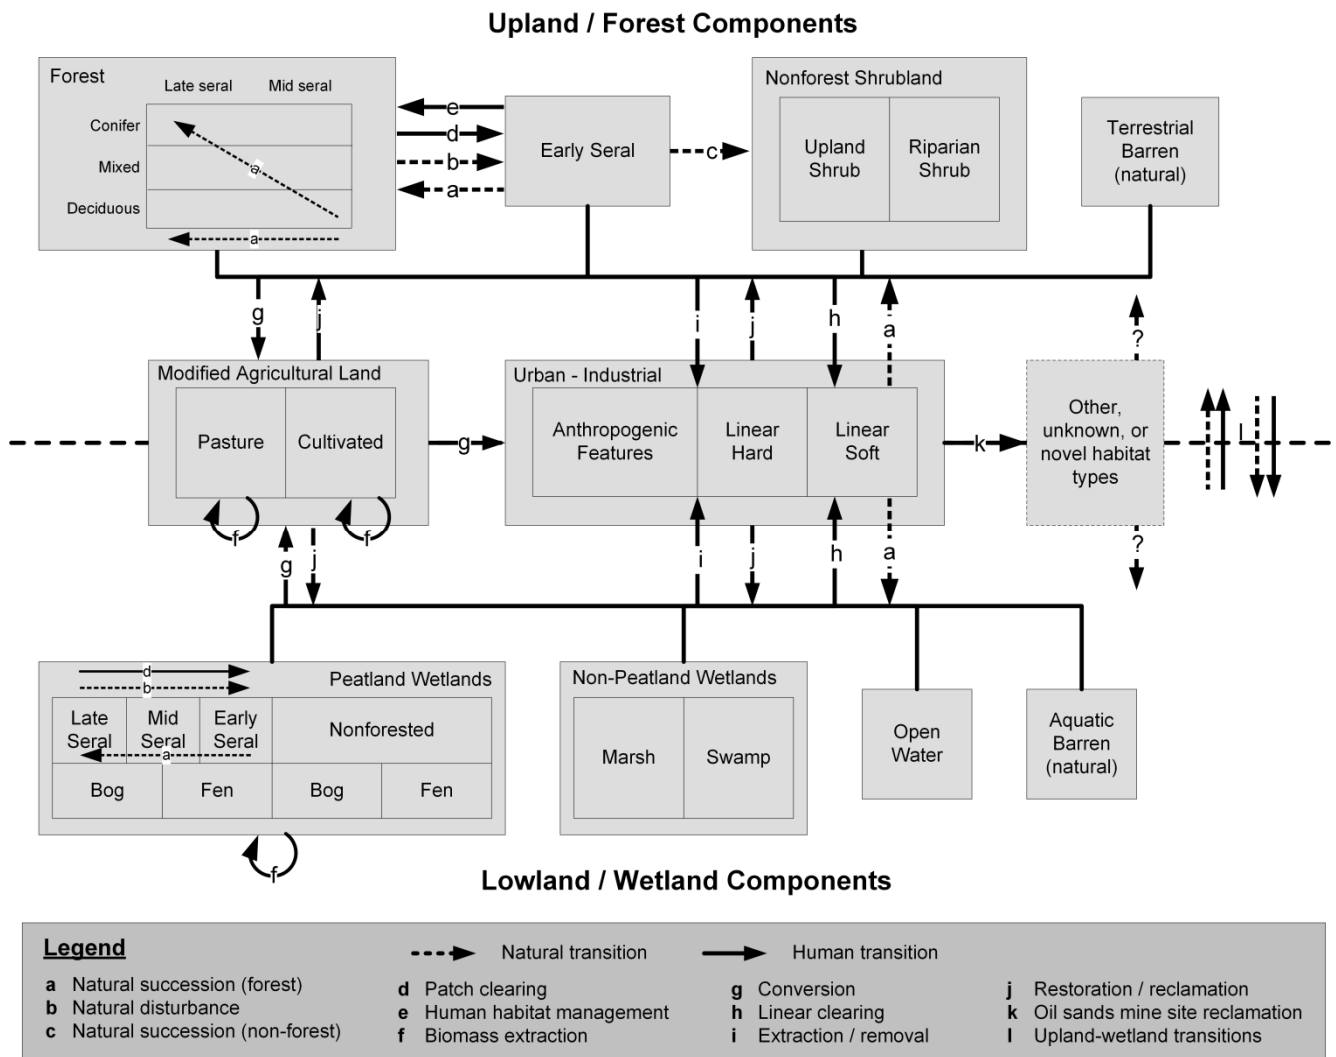 Upland / Forest Components
Forest
Late seral
Mid seral
Conifer
Mixed
Deciduous
a
a
e
d
b
a
Early Seral
c
Nonforest Shrubland
Upland
Shrub
Riparian
Shrub
Terrestrial
Barren
(natural)
g
j
i
j
h
a
?
Modified Agricultural Land
Pasture
Cultivated
f
f
g
Urban - Industrial
Anthropogenic
Features
Linear
Hard
Linear
Soft
k
Other,
unknown, or
novel habitat
types
l
g
j
i
j
h
a
?
Peatland Wetlands
d
b
Late
Seral
Mid
Seral
Early
Seral
a
Nonforested
Bog
Fen
Bog
Fen
f
Non-Peatland Wetlands
Marsh
Swamp
Open
Water
Aquatic
Barren
(natural)
Lowland / Wetland Components
Legend
Natural transition
Human transition
a Natural succession (forest)
b Natural disturbance
c Natural succession (non-forest)
d Patch clearing
e Human habitat management
f Biomass extraction
g Conversion
h Linear clearing
i Extraction / removal
j Restoration / reclamation
k Oil sands mine site reclamation
l Upland-wetland transitions